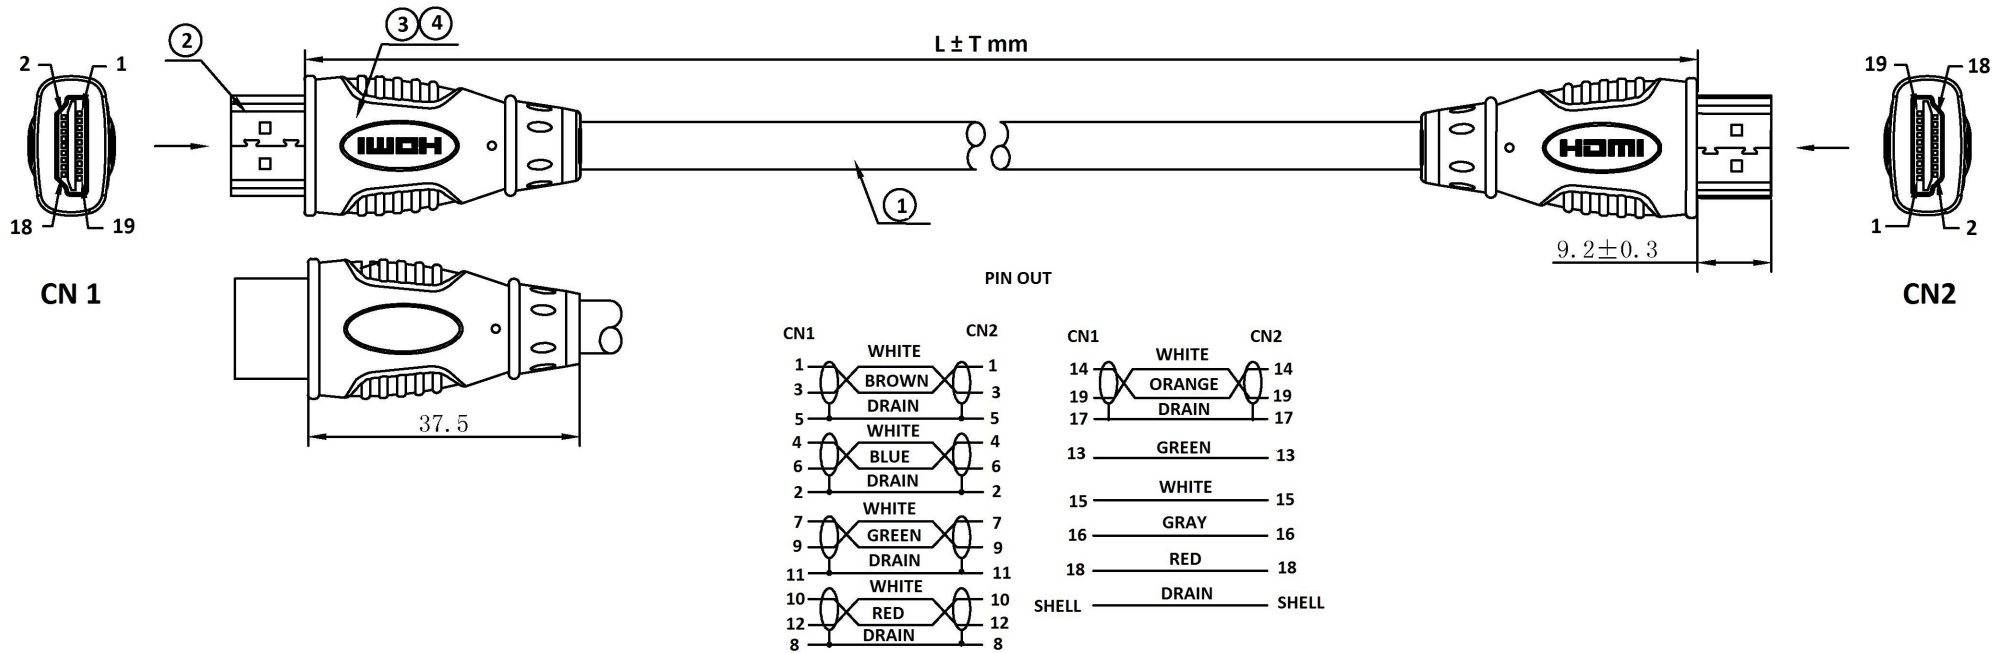 3 4
2
L ± T mm
2 1
19 18
HDMI
HDMI
1
18 19
1 2
9.2±0.3
CN 1
CN2
PIN OUT
37.5
CN1 CN2
1 WHITE 1
3 BROWN 3
5 DRAIN 5
4 WHITE 4
6 BLUE 6
2 DRAIN 2
7 WHITE 7
9 GREEN 9
11 DRAIN 11
10 WHITE 10
12 RED 12
8 DRAIN 8
CN1 CN2
14 WHITE 14
19 ORANGE 19
17 DRAIN 17
13 GREEN 13
15 WHITE 15
16 GRAY 16
18 RED 18
SHELL DRAIN SHELL